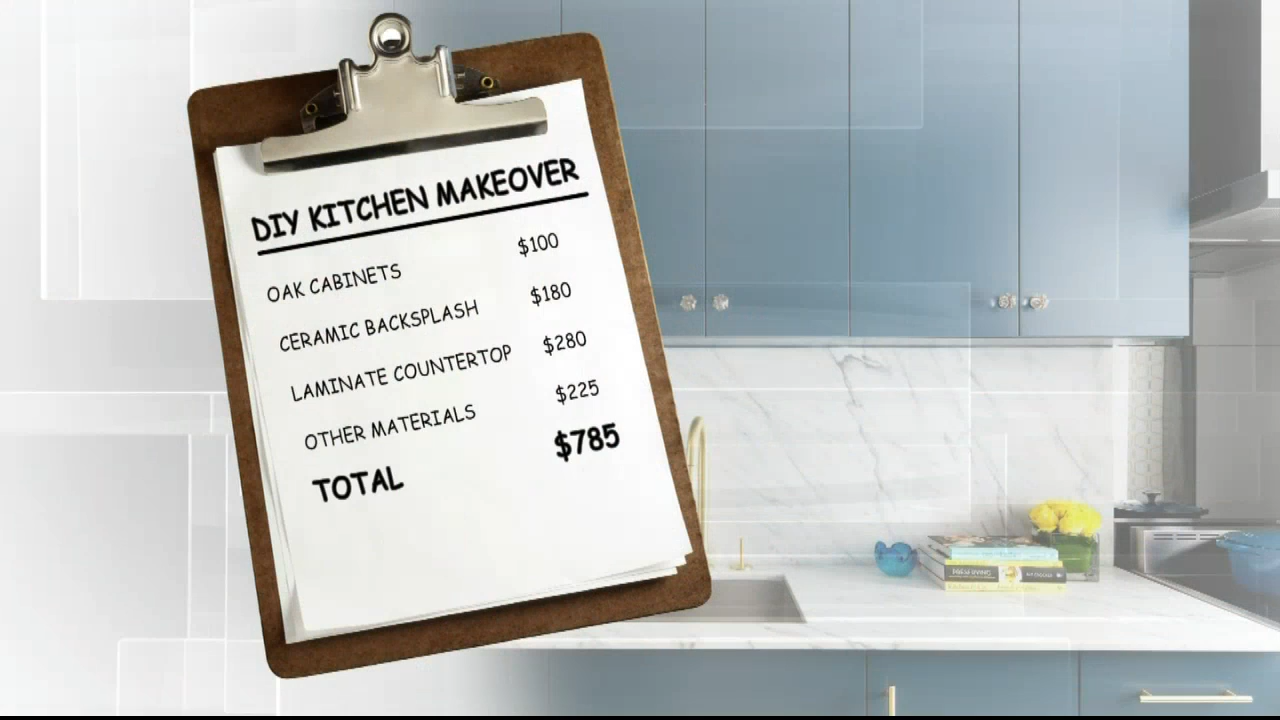 DIY KITCHEN MAKEOVER
OAK CABINETS $100
CERAMIC BACKSPLASH $180
LAMINATE COUNTERTOP $280
OTHER MATERIALS $225
TOTAL $785